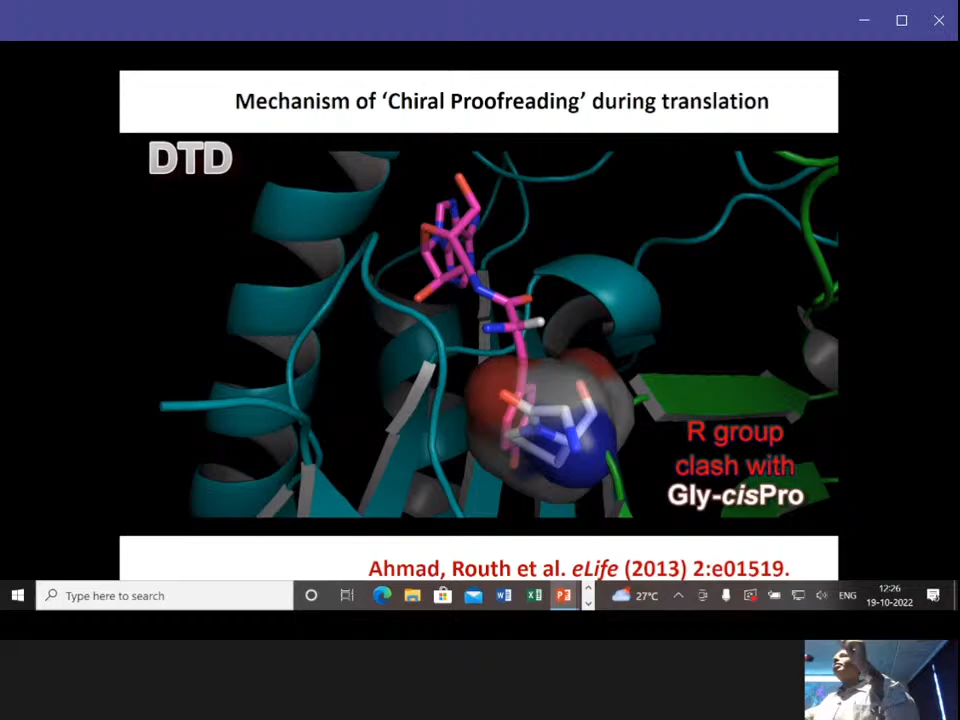 Mechanism of ‘Chiral Proofreading’ during translation
DTD
R group
clash with
Gly-cisPro
Ahmad, Routh et al. eLife (2013) 2:e01519.
Type here to search
27°C
ENG
12:26
19-10-2022